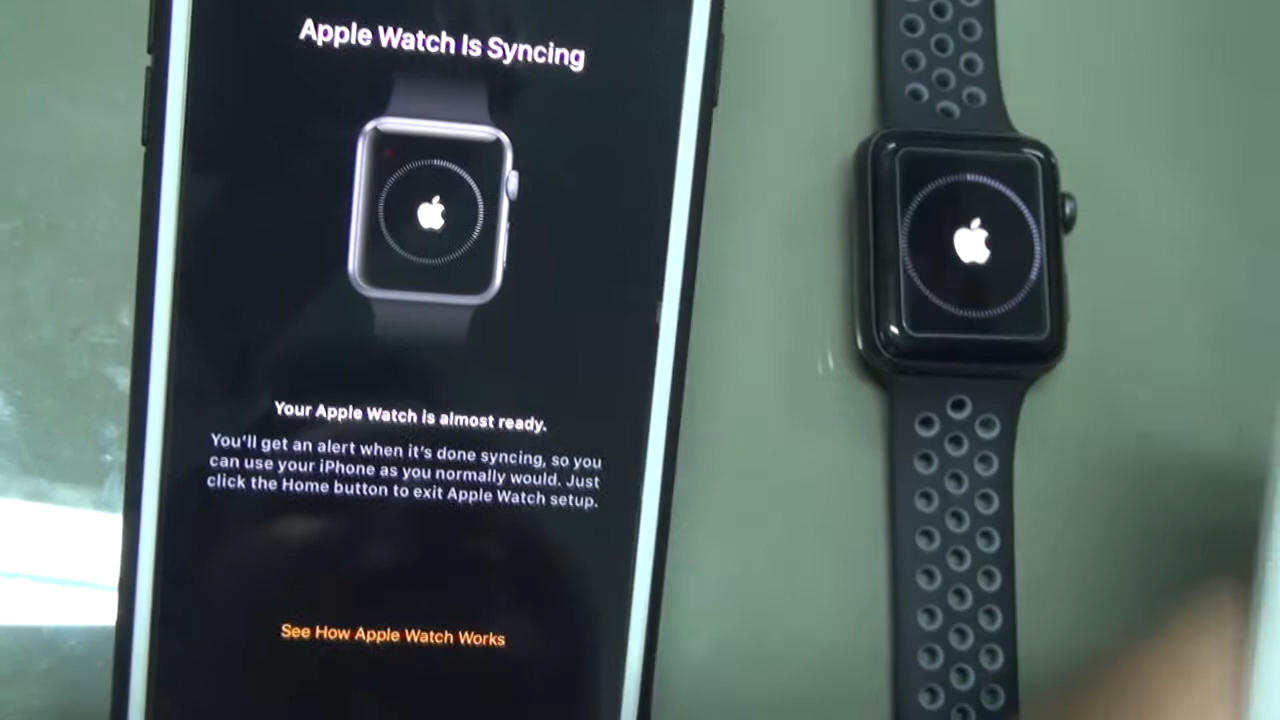 Apple Watch Is Syncing
Your Apple Watch is almost ready.
You'll get an alert when it's done syncing, so you
can use your iPhone as you normally would. Just
click the Home button to exit Apple Watch setup.
See How Apple Watch Works